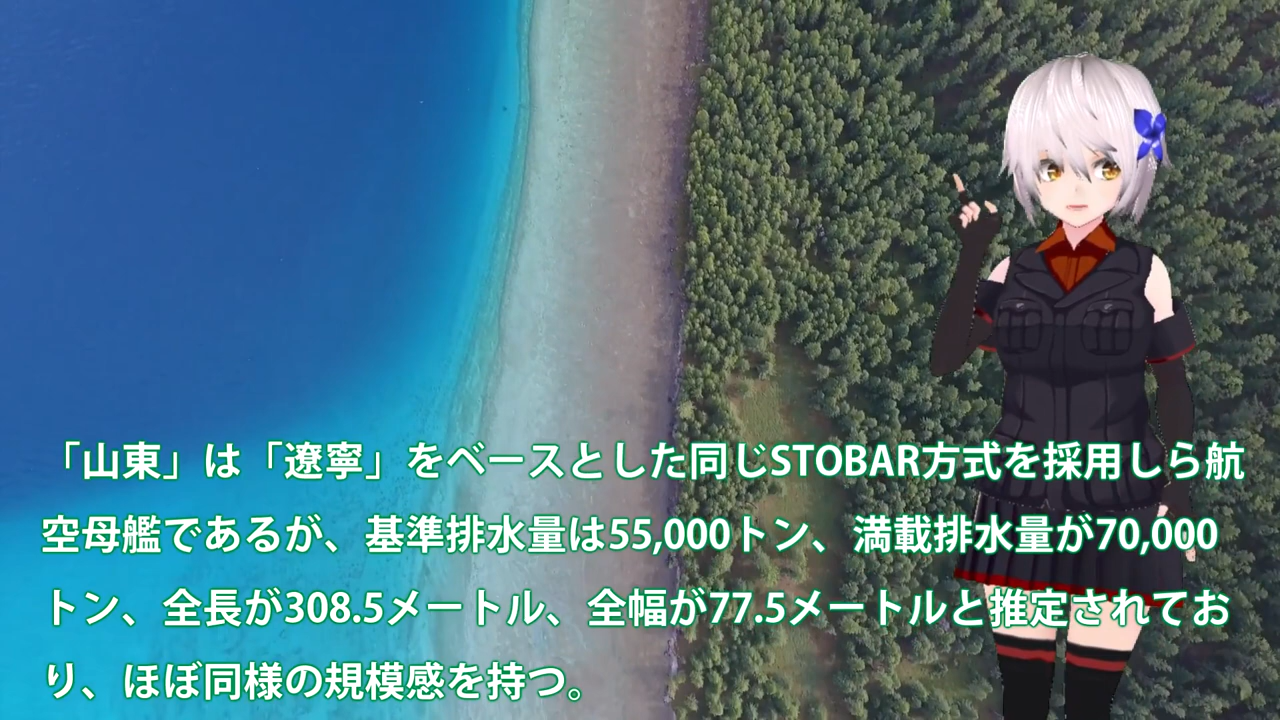 「山東」は「遼寧」をベースとした同じSTOBAR方式を採用しら航
空母艦であるが、基準排水量は55,000トン、満載排水量が70,000
トン、全長が308.5メートル、全幅が77.5メートルと推定されてお
り、ほぼ同様の規模感を持つ。